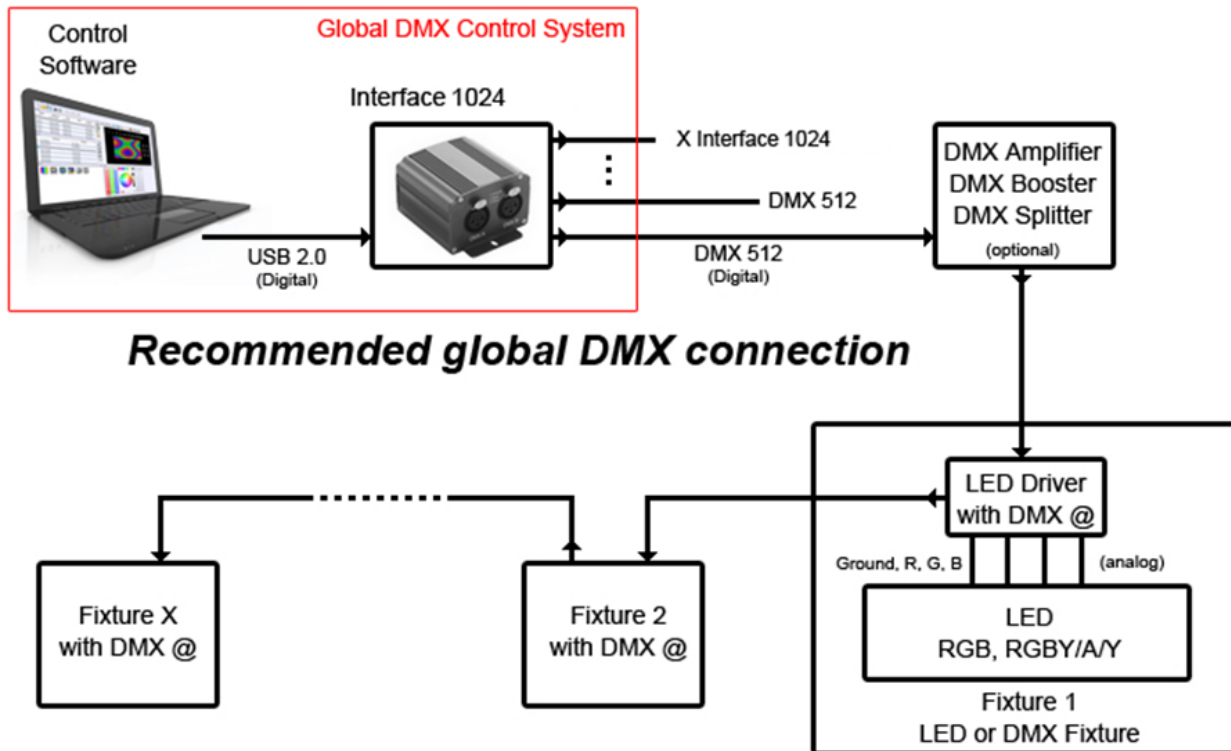 Global DMX Control System
Control
Software
Interface 1024
X Interface 1024
DMX 512
USB 2.0
(Digital)
DMX 512
(Digital)
DMX Amplifier
DMX Booster
DMX Splitter
(optional)
Recommended global DMX connection
LED Driver
with DMX @
Ground, R, G, B
(analog)
LED
RGB, RGBY/A/Y
Fixture 1
LED or DMX Fixture
Fixture 2
with DMX @
Fixture X
with DMX @